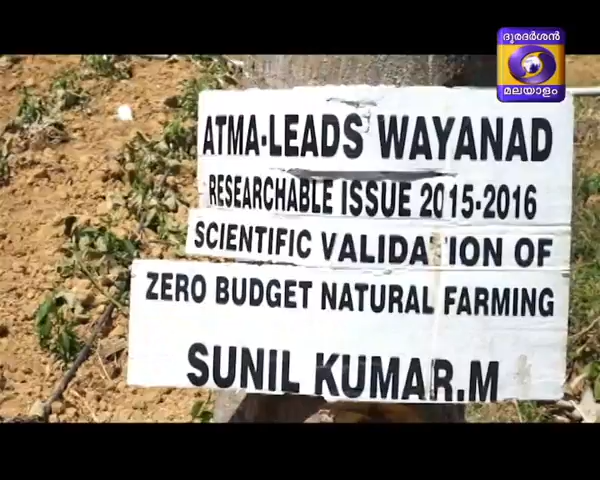 ദൂരദർശൻ
മലയാളം
ATMA-LEADS WAYANAD
RESEARCHABLE ISSUE 2015-2016
SCIENTIFIC VALIDATION OF
ZERO BUDGET NATURAL FARMING
SUNIL KUMAR.M